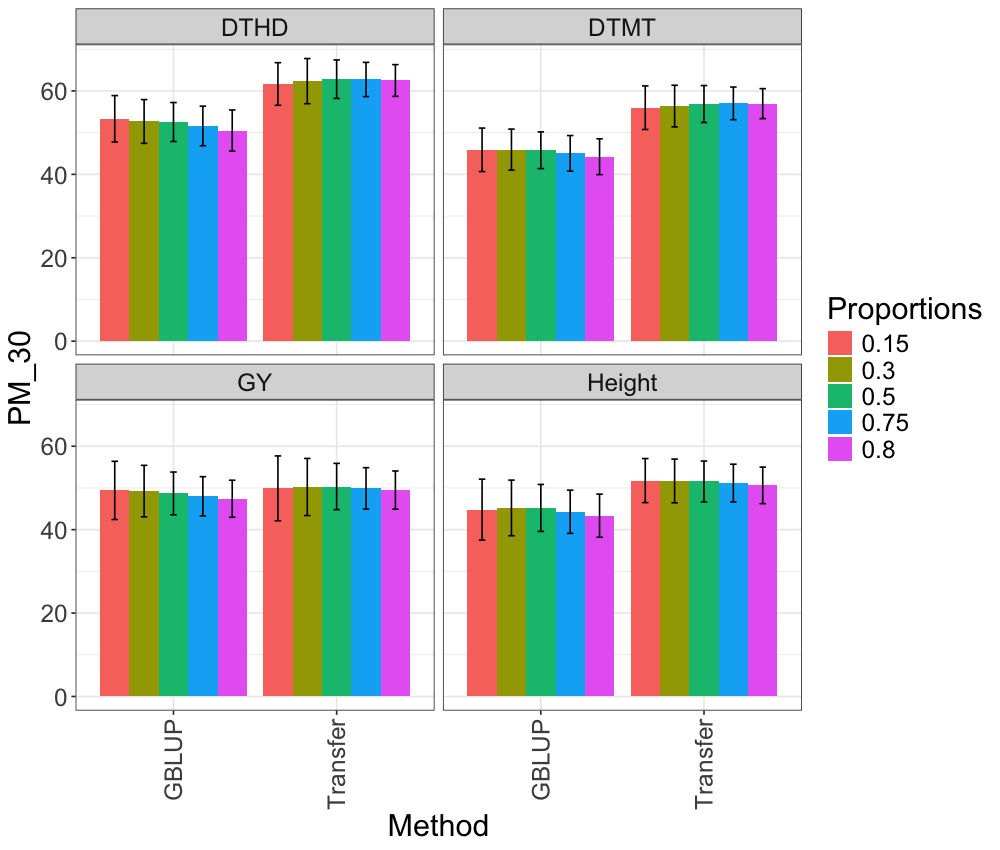 DTHD
DTMT
60
40
20
0
GY
Height
60
40
20
0
PM_30
GBLUP
Transfer
GBLUP
Transfer
Method
Proportions
0.15
0.3
0.5
0.75
0.8